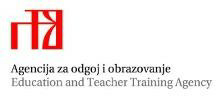 Agencija za odgoj i obrazovanje
Education and Teacher Training Agency